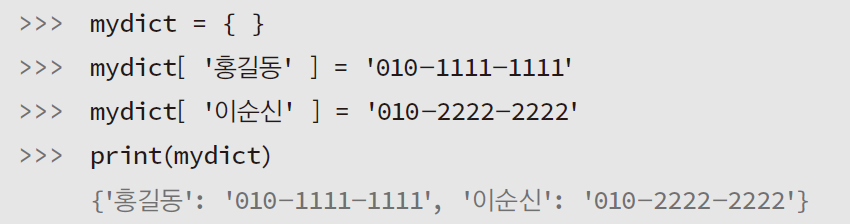 >>> mydict = { }
>>> mydict[ '홍길동' ] = '010-1111-1111'
>>> mydict[ '이순신' ] = '010-2222-2222'
>>> print(mydict)
{'홍길동': '010-1111-1111', '이순신': '010-2222-2222'}